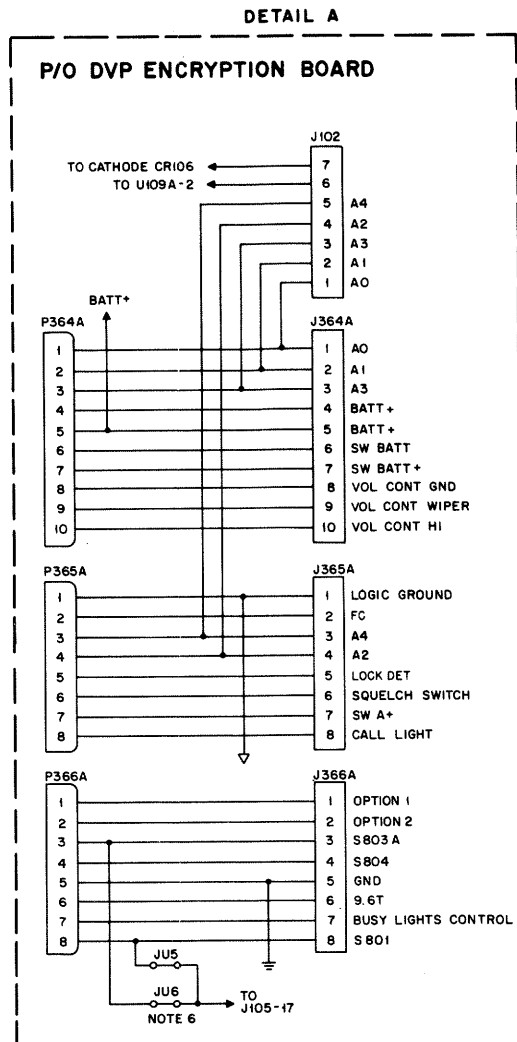 DETAIL A
P/O DVP ENCRYPTION BOARD
J102
TO CATHODE CR106
7
TO U109A-2
6
5 A4
4 A2
3 A3
2 A1
1 A0
BATT+
P364A
J364A
1 1 A0
2 2 A1
3 3 A3
4 4 BATT+
5 5 BATT+
6 6 SW BATT
7 7 SW BATT+
8 8 VOL CONT GND
9 9 VOL CONT WIPER
10 10 VOL CONT HI
P365A
J365A
1 1 LOGIC GROUND
2 2 FC
3 3 A4
4 4 A2
5 5 LOCK DET
6 6 SQUELCH SWITCH
7 7 SW A+
8 8 CALL LIGHT
P366A
J366A
1 1 OPTION 1
2 2 OPTION 2
3 3 S803A
4 4 S804
5 5 GND
6 6 9.6T
7 7 BUSY LIGHTS CONTROL
8 8 S801
JU5
JU6
TO
J105-17
NOTE 6